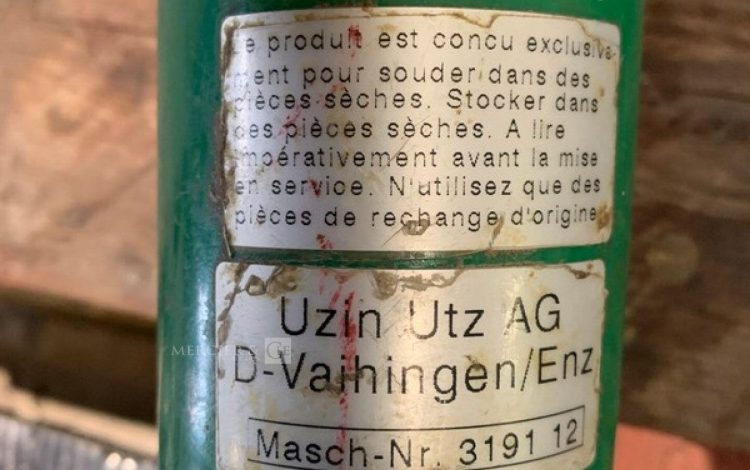 Le produit est concu exclusive-
ment pour souder dans des
pièces sèches. Stocker dans
des pièces sèches. A lire
impérativement avant la mise
en service. N'utilisez que des
pièces de rechange d'origine
Uzin Utz AG
D-Vaihingen/Enz
Masch-Nr. 3191 12